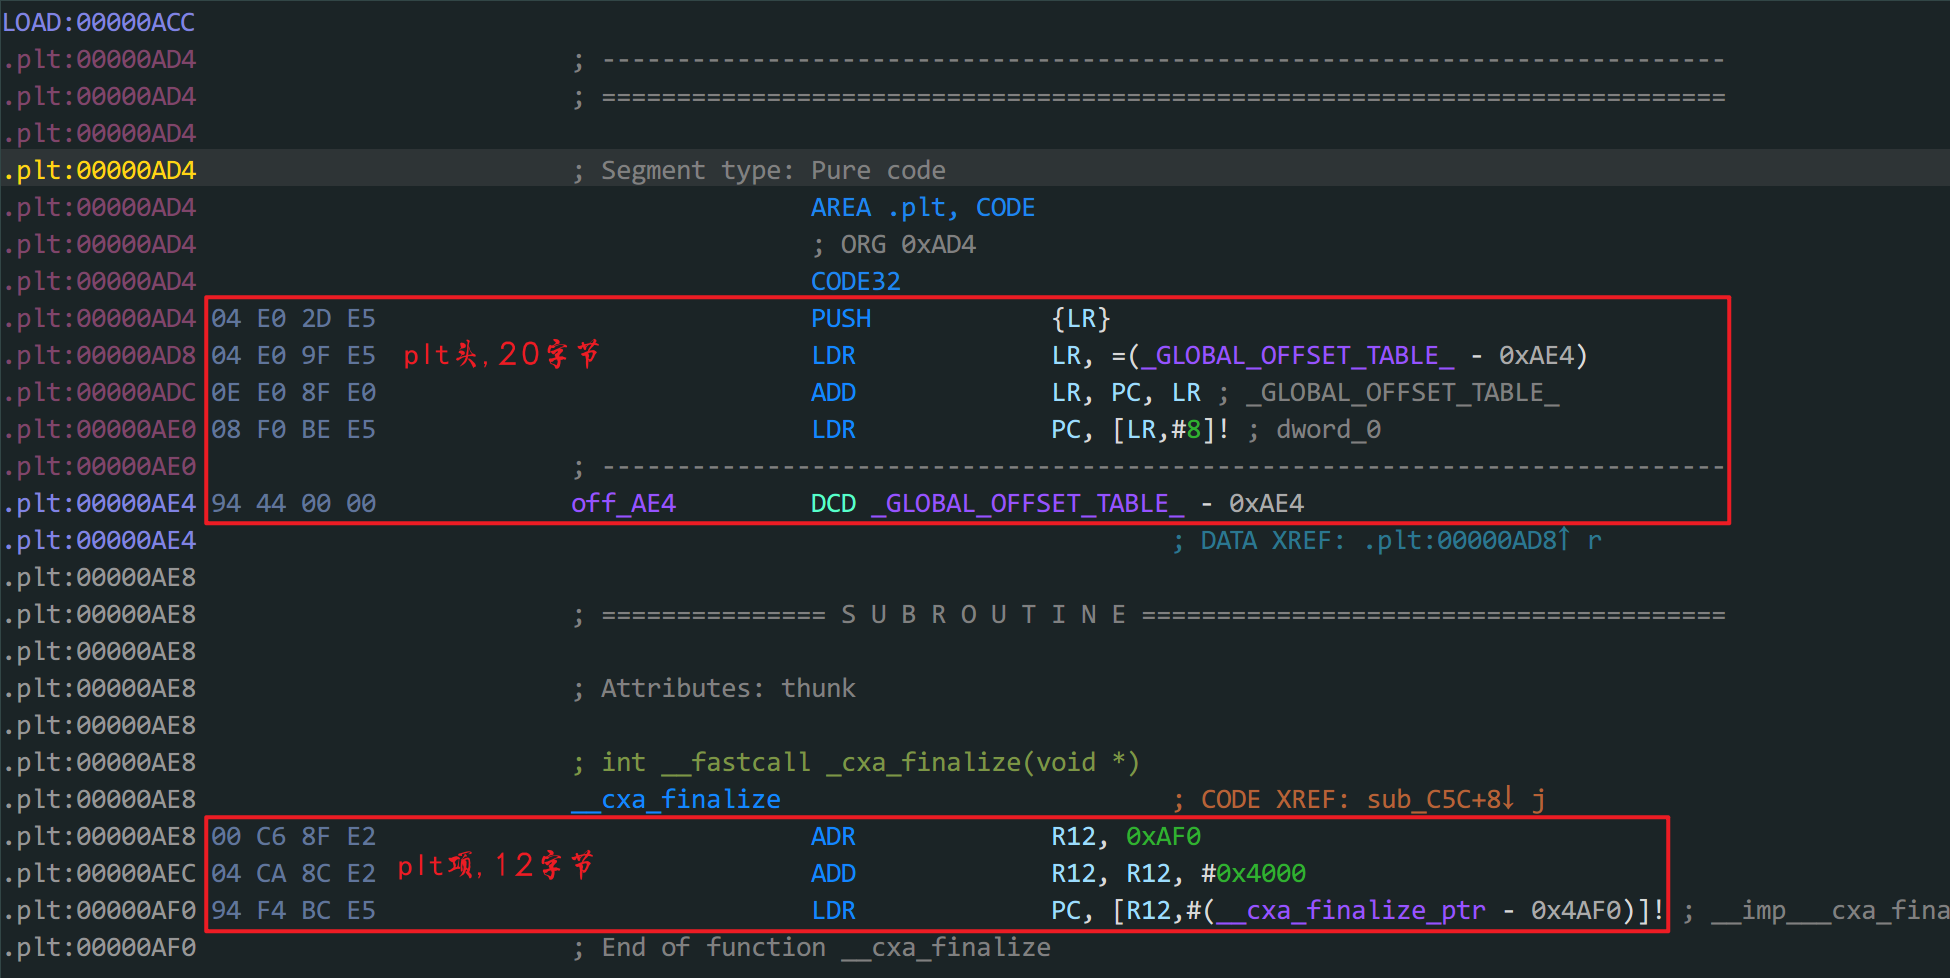 LOAD:00000ACC
.plt:00000AD4 ; ---------------------------------------------------------------------------
.plt:00000AD4 ; ===========================================================================
.plt:00000AD4
.plt:00000AD4 ; Segment type: Pure code
.plt:00000AD4 AREA .plt, CODE
.plt:00000AD4 ; ORG 0xAD4
.plt:00000AD4 CODE32
.plt:00000AD4 04 E0 2D E5 PUSH {LR}
.plt:00000AD8 04 E0 9F E5 plt头,20字节 LDR LR, =(_GLOBAL_OFFSET_TABLE_ - 0xAE4)
.plt:00000ADC 0E E0 8F E0 ADD LR, PC, LR ; _GLOBAL_OFFSET_TABLE_
.plt:00000AE0 08 F0 BE E5 LDR PC, [LR,#8]! ; dword_0
.plt:00000AE0 ; ---------------------------------------------------------------------------
.plt:00000AE4 94 44 00 00 off_AE4 DCD _GLOBAL_OFFSET_TABLE_ - 0xAE4
.plt:00000AE4 ; DATA XREF: .plt:00000AD8↑ r
.plt:00000AE8
.plt:00000AE8 ; =============== S U B R O U T I N E =======================================
.plt:00000AE8
.plt:00000AE8 ; Attributes: thunk
.plt:00000AE8
.plt:00000AE8 ; int __fastcall _cxa_finalize(void *)
.plt:00000AE8 __cxa_finalize ; CODE XREF: sub_C5C+8↓ j
.plt:00000AE8 00 C6 8F E2 ADR R12, 0xAF0
.plt:00000AEC 04 CA 8C E2 plt项,12字节 ADD R12, R12, #0x4000
.plt:00000AF0 94 F4 BC E5 LDR PC, [R12,#(__cxa_finalize_ptr - 0x4AF0)]! ; __imp___cxa_fina
.plt:00000AF0 ; End of function __cxa_finalize